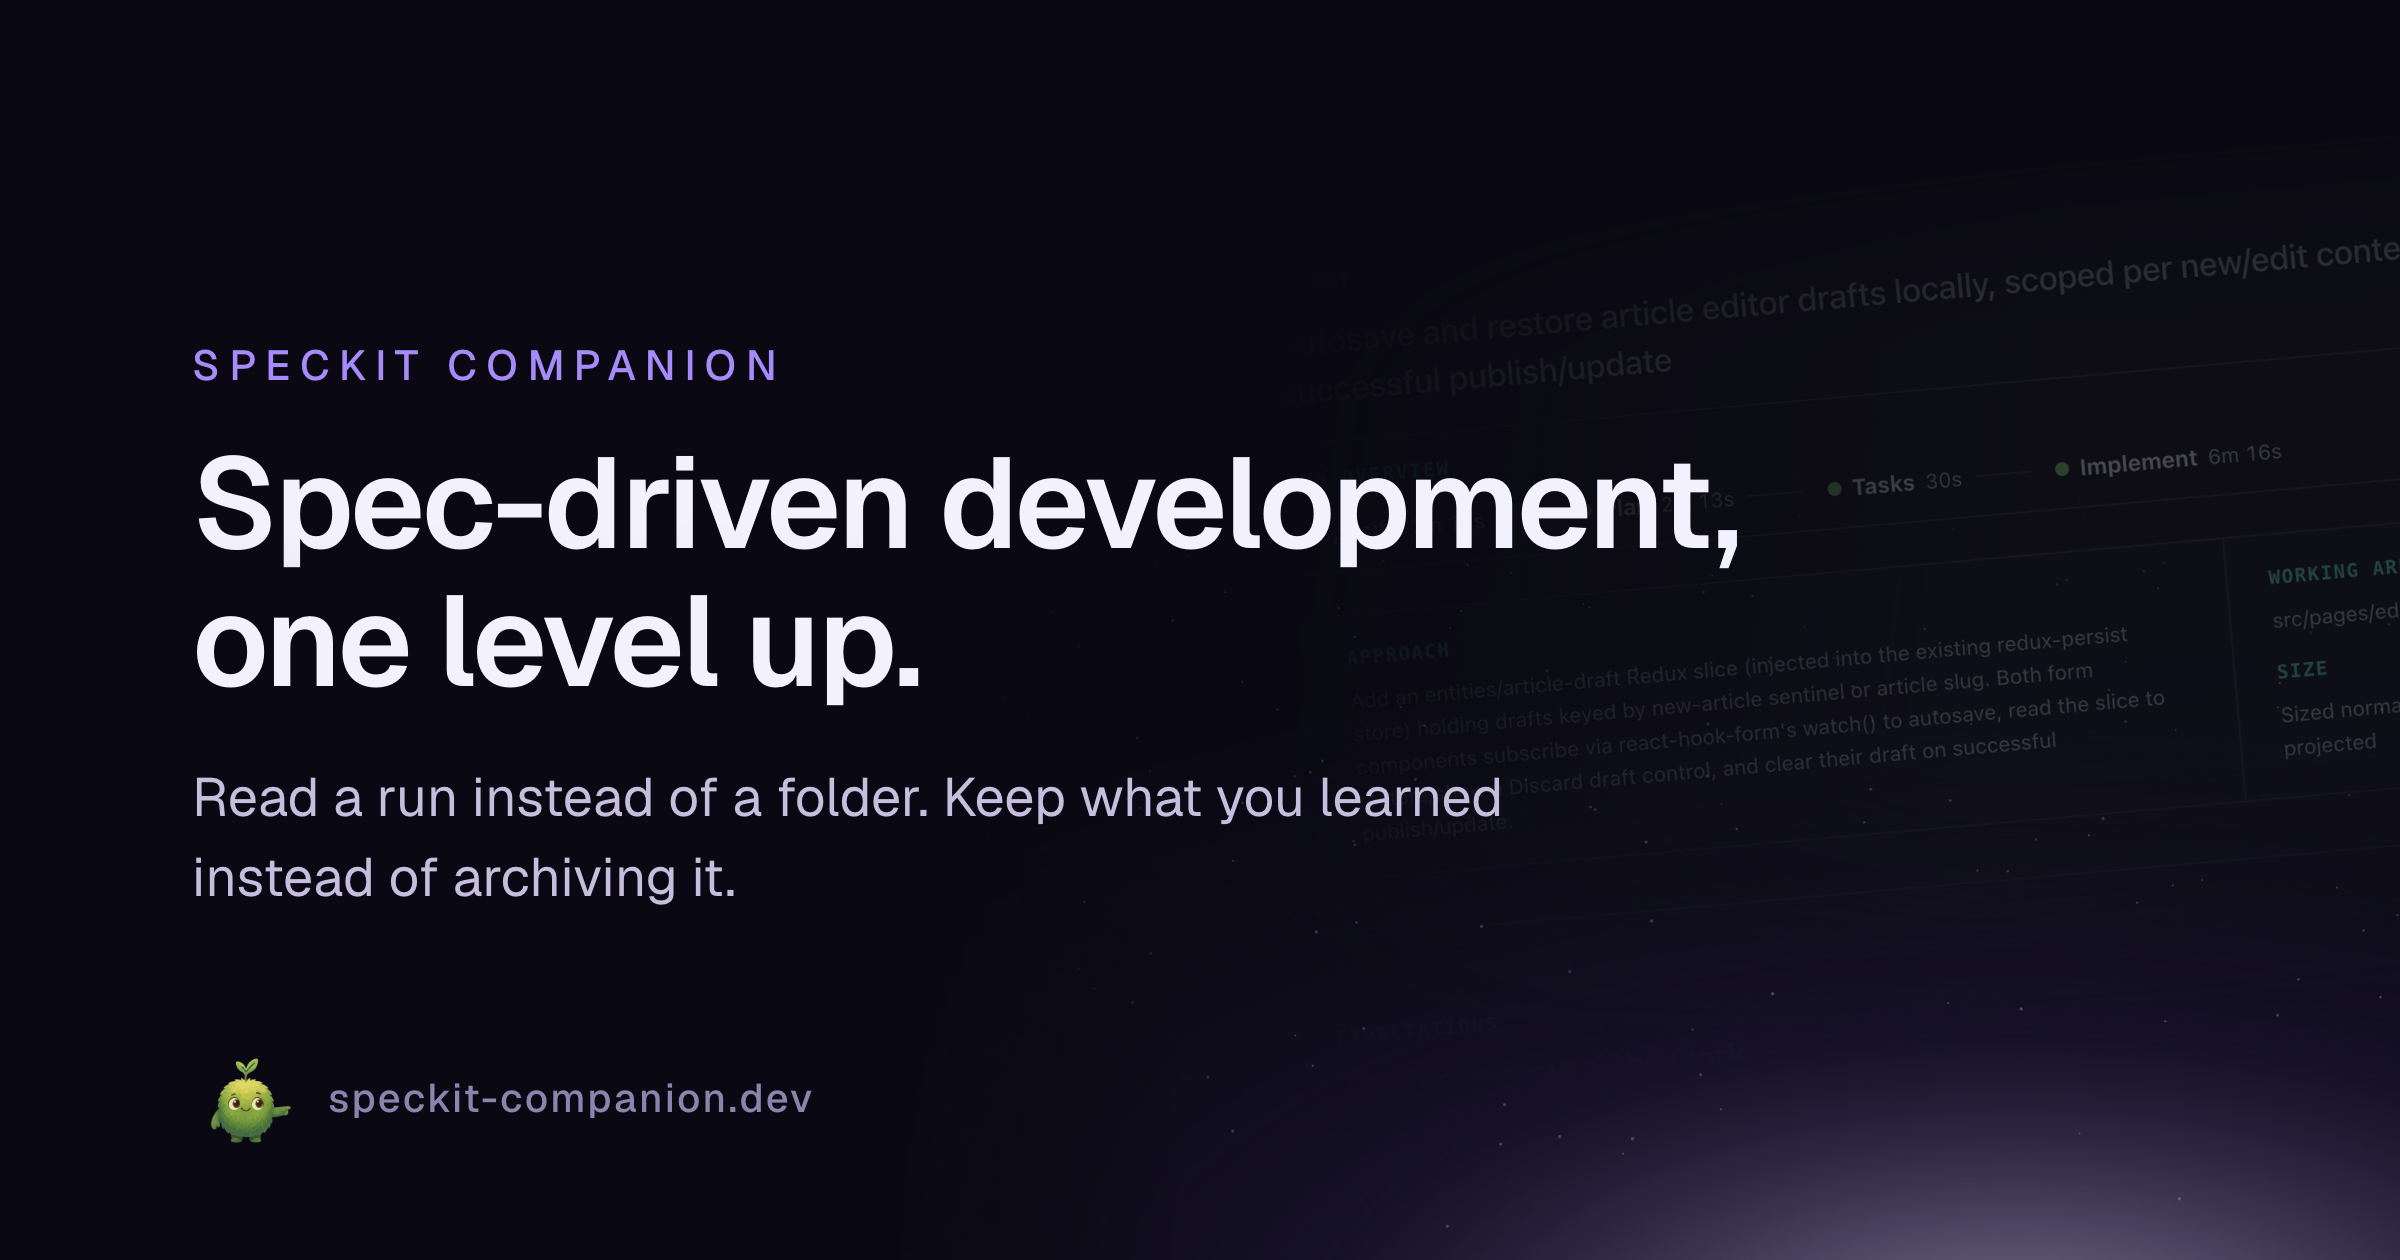 SPECKIT COMPANION
Spec-driven development,
one level up.
Read a run instead of a folder. Keep what you learned
instead of archiving it.
speckit-companion.dev
and restore article editor drafts locally, scoped per new/edit
successful publish/update
OVERVIEW
13s
Tasks 30s
Implement 6m 16s
APPROACH
Add an entities/article-draft Redux slice (injected into the existing redux-persist
store) holding drafts keyed by new-article sentinel or article slug. Both form
components subscribe via react-hook-form's watch() to autosave, read the slice to
Discard draft control, and clear their draft on successful
publish/update.
WORKING
src/pages/
SIZE
Sized
projected
EXPECTATIONS